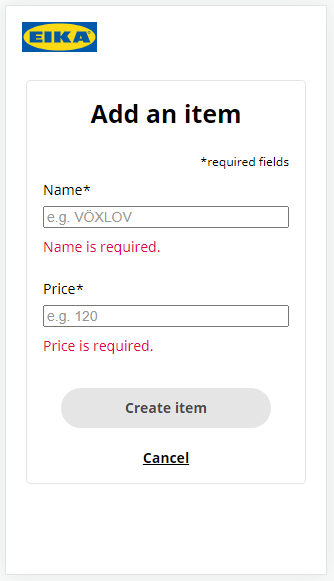 EIKA
Add an item
*required fields
Name*
e.g. VÖXLOV
Name is required.
Price*
e.g. 120
Price is required.
Create item
Cancel